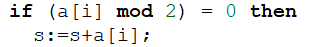 if (a[i] mod 2) = 0 then
s:=s+a[i];